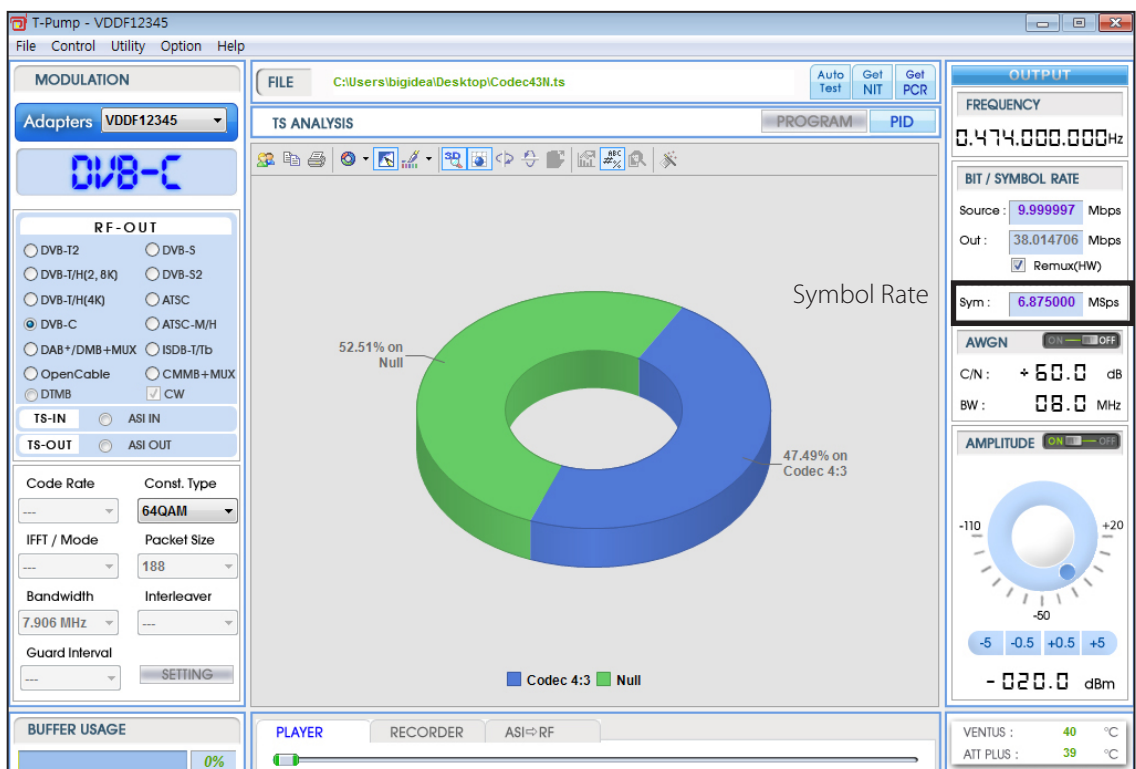 T-Pump - VDDF12345
File Control Utility Option Help
MODULATION
Adapters VDDF12345
DVB-C
RF-OUT
DVB-T2 DVB-S
DVB-T/H(2, 8K) DVB-S2
DVB-T/H(4K) ATSC
DVB-C ATSC-M/H
DAB+/DMB+MUX ISDB-T/Tb
OpenCable CMMB+MUX
DTMB CW
TS-IN ASI IN
TS-OUT ASI OUT
Code Rate Const. Type
--- 64QAM
IFFT / Mode Packet Size
--- 188
Bandwidth Interleaver
7.906 MHz ---
Guard Interval
--- SETTING
BUFFER USAGE
0%
FILE C:\Users\bigidea\Desktop\Codec43N.ts
Auto Test Get NIT Get PCR
TS ANALYSIS PROGRAM PID
3D ABC #%
Symbol Rate
52.51% on
Null
47.49% on
Codec 4:3
Codec 4:3 Null
PLAYER RECORDER ASI⇨RF
OUTPUT
FREQUENCY
0.474.000.000Hz
BIT / SYMBOL RATE
Source : 9.999997 Mbps
Out : 38.014706 Mbps
Remux(HW)
Sym : 6.875000 MSps
AWGN ON OFF
C/N : +60.0 dB
BW : 08.0 MHz
AMPLITUDE ON OFF
-110 +20
-50
-5 -0.5 +0.5 +5
-020.0 dBm
VENTUS : 40 °C
ATT PLUS : 39 °C